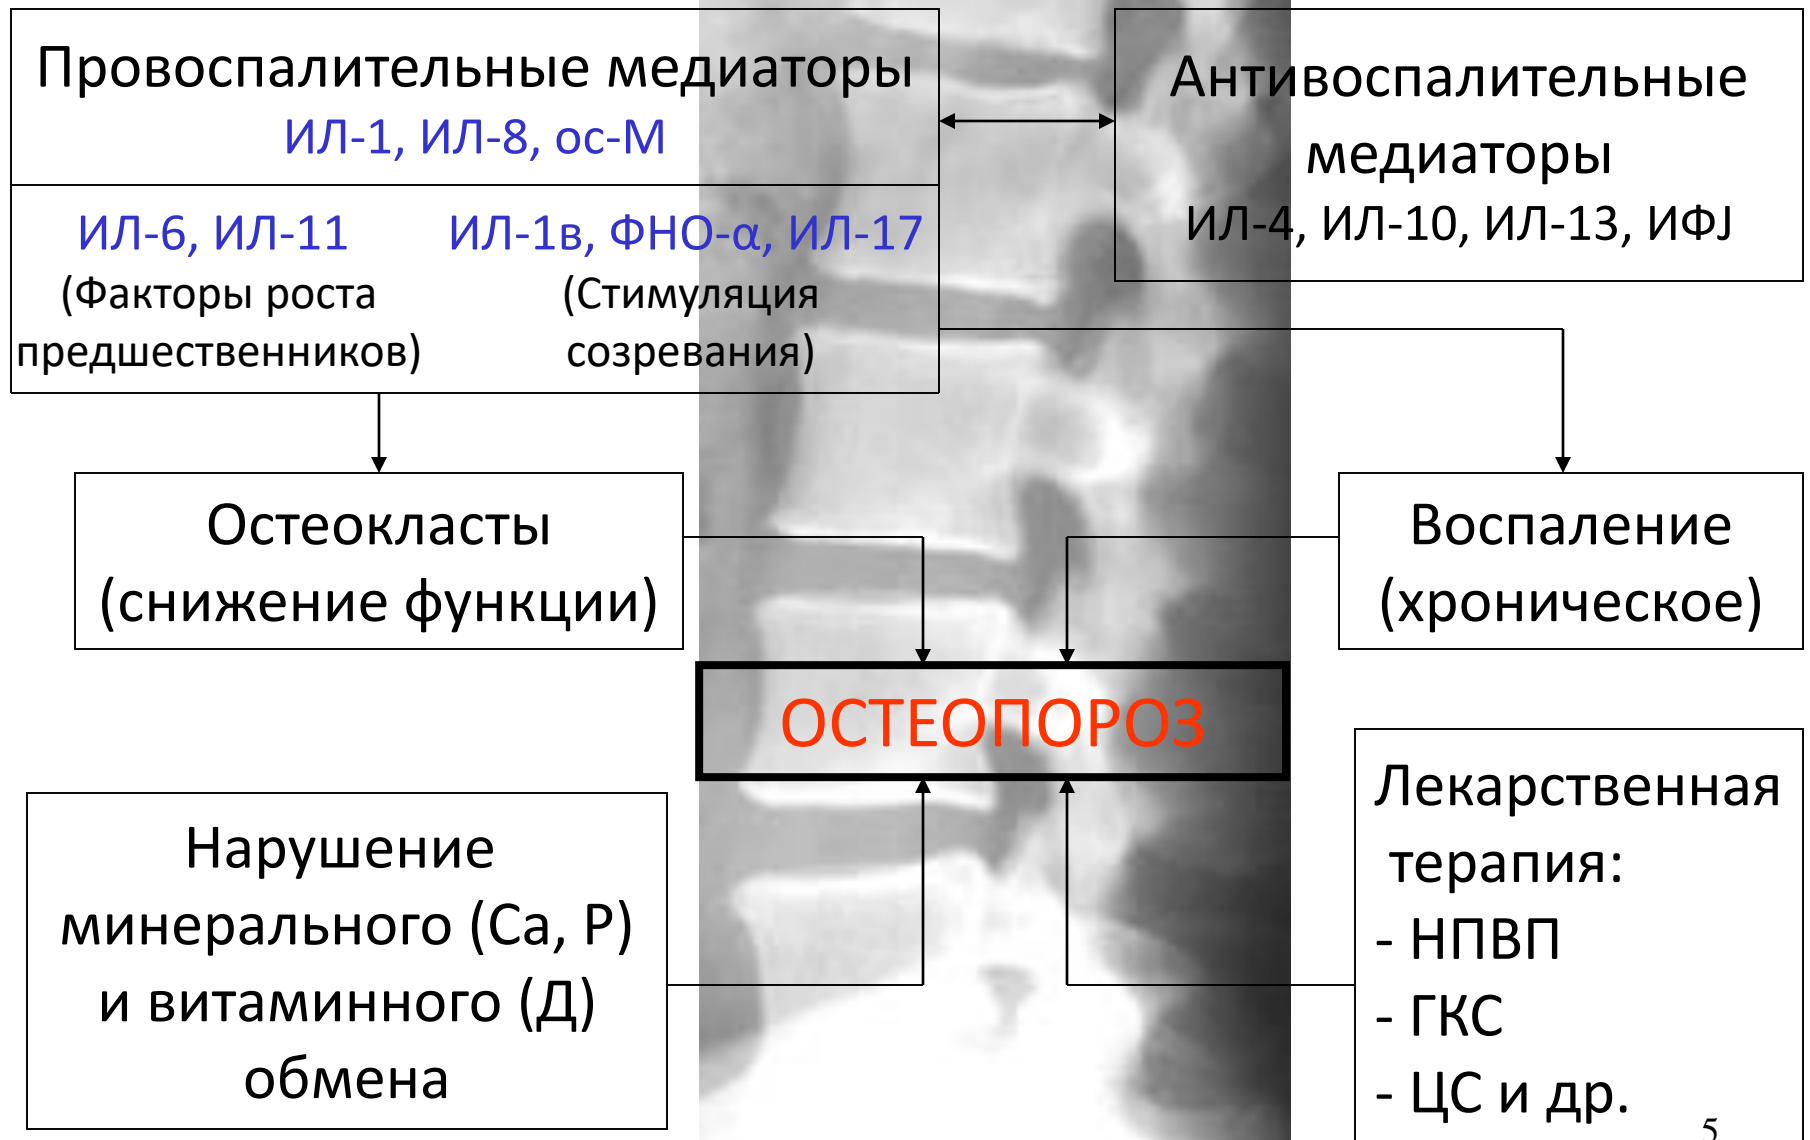 Провоспалительные медиаторы
ИЛ-1, ИЛ-8, ос-М
ИЛ-6, ИЛ-11
(Факторы роста
предшественников)
ИЛ-1в, ФНО-α, ИЛ-17
(Стимуляция
созревания)
Антивоспалительные
медиаторы
ИЛ-4, ИЛ-10, ИЛ-13, ИФJ
Остеокласты
(снижение функции)
Воспаление
(хроническое)
ОСТЕОПОРОЗ
Нарушение
минерального (Са, Р)
и витаминного (Д)
обмена
Лекарственная
терапия:
- НПВП
- ГКС
- ЦС и др.
5